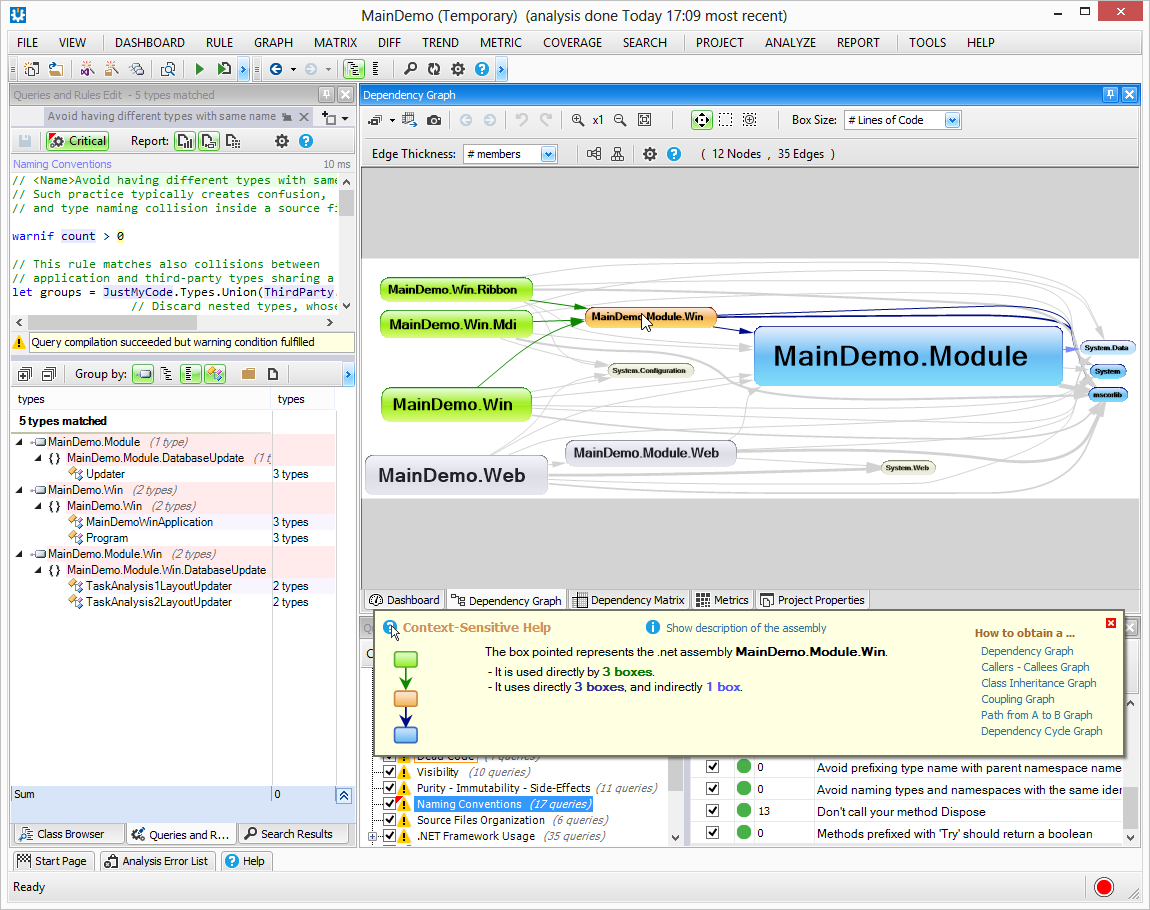 MainDemo (Temporary)  (analysis done Today 17:09 most recent)
FILE VIEW DASHBOARD RULE GRAPH MATRIX DIFF TREND METRIC COVERAGE SEARCH PROJECT ANALYZE REPORT TOOLS HELP
Queries and Rules Edit - 5 types matched
Avoid having different types with same name
Critical Report:
Naming Conventions 10 ms
// <Name>Avoid having different types with same
// Such practice typically creates confusion,
// and type naming collision inside a source fi
warnif count > 0
// This rule matches also collisions between
// application and third-party types sharing a
let groups = JustMyCode.Types.Union(ThirdParty.
// Discard nested types, whose
Query compilation succeeded but warning condition fulfilled
Group by:
types types
5 types matched
MainDemo.Module (1 type)
{ } MainDemo.Module.DatabaseUpdate (1 t
Updater 3 types
MainDemo.Win (2 types)
{ } MainDemo.Win (2 types)
MainDemoWinApplication 3 types
Program 3 types
MainDemo.Module.Win (2 types)
{ } MainDemo.Module.Win.DatabaseUpdate
TaskAnalysis1LayoutUpdater 2 types
TaskAnalysis2LayoutUpdater 2 types
Sum 0
Class Browser Queries and R... Search Results
Dependency Graph
x1 Box Size: # Lines of Code
Edge Thickness: # members ( 12 Nodes , 35 Edges )
MainDemo.Win.Ribbon
MainDemo.Module.Win
MainDemo.Win.Mdi
MainDemo.Module
System.Data
System.Configuration
System
mscorlib
MainDemo.Win
MainDemo.Module.Web
System.Web
MainDemo.Web
Dashboard Dependency Graph Dependency Matrix Metrics Project Properties
Context-Sensitive Help
Show description of the assembly
The box pointed represents the .net assembly MainDemo.Module.Win.
- It is used directly by 3 boxes.
- It uses directly 3 boxes, and indirectly 1 box.
How to obtain a ...
Dependency Graph
Callers - Callees Graph
Class Inheritance Graph
Coupling Graph
Path from A to B Graph
Dependency Cycle Graph
Visibility (10 queries)
Purity - Immutability - Side-Effects (11 queries)
Naming Conventions (17 queries)
Source Files Organization (6 queries)
.NET Framework Usage (35 queries)
0 Avoid prefixing type name with parent namespace name
0 Avoid naming types and namespaces with the same iden
13 Don't call your method Dispose
0 Methods prefixed with 'Try' should return a boolean
Start Page Analysis Error List Help
Ready